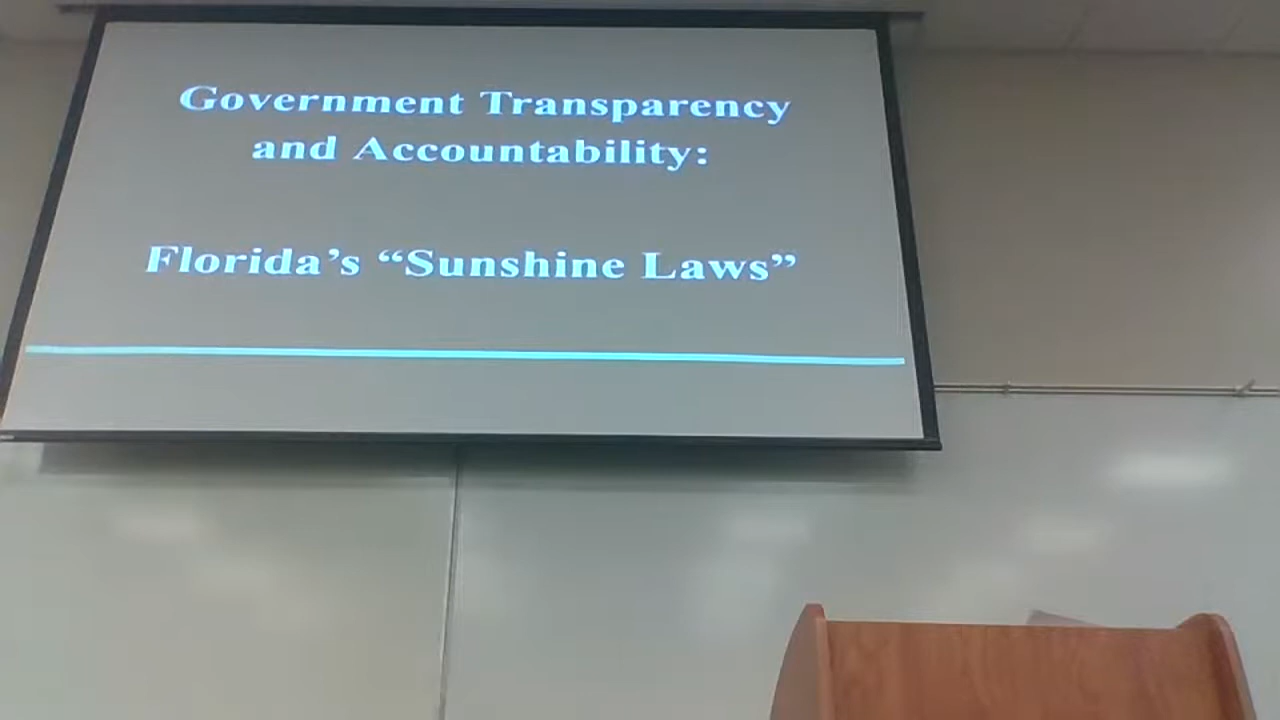 Government Transparency
and Accountability:
Florida’s “Sunshine Laws”